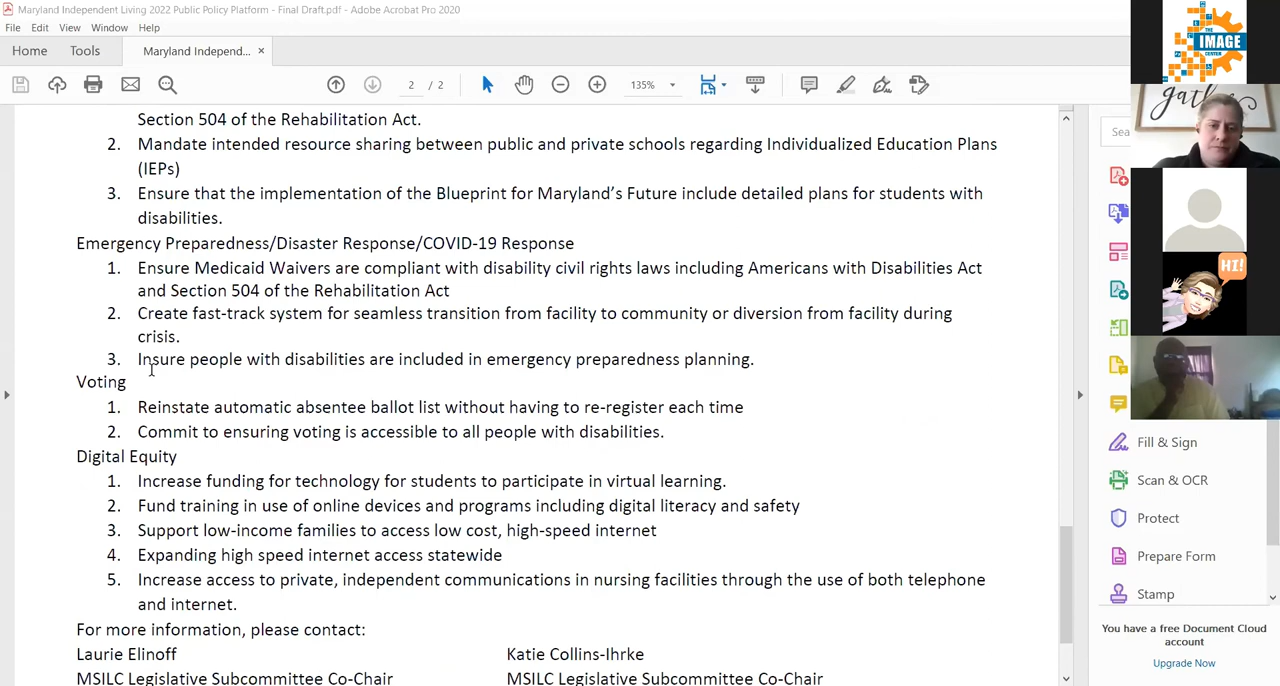 Maryland Independent Living 2022 Public Policy Platform - Final Draft.pdf - Adobe Acrobat Pro 2020
File Edit View Window Help
Home Tools Maryland Independ... ×
2 / 2 135%
Section 504 of the Rehabilitation Act.
2. Mandate intended resource sharing between public and private schools regarding Individualized Education Plans
(IEPs)
3. Ensure that the implementation of the Blueprint for Maryland's Future include detailed plans for students with
disabilities.
Emergency Preparedness/Disaster Response/COVID-19 Response
1. Ensure Medicaid Waivers are compliant with disability civil rights laws including Americans with Disabilities Act
and Section 504 of the Rehabilitation Act
2. Create fast-track system for seamless transition from facility to community or diversion from facility during
crisis.
3. Insure people with disabilities are included in emergency preparedness planning.
Voting
1. Reinstate automatic absentee ballot list without having to re-register each time
2. Commit to ensuring voting is accessible to all people with disabilities.
Digital Equity
1. Increase funding for technology for students to participate in virtual learning.
2. Fund training in use of online devices and programs including digital literacy and safety
3. Support low-income families to access low cost, high-speed internet
4. Expanding high speed internet access statewide
5. Increase access to private, independent communications in nursing facilities through the use of both telephone
and internet.
For more information, please contact:
Laurie Elinoff Katie Collins-Ihrke
MSILC Legislative Subcommittee Co-Chair MSILC Legislative Subcommittee Co-Chair
THE
IMAGE
CENTER
gather
Sea
HI!
Fill & Sign
Scan & OCR
Protect
Prepare Form
Stamp
You have a free Document Cloud
account
Upgrade Now